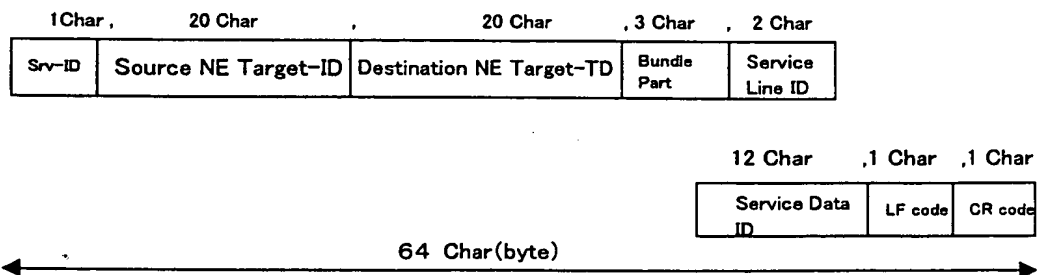 1Char , 20 Char , 20 Char , 3 Char , 2 Char
Srv-ID Source NE Target-ID Destination NE Target-TD Bundle Part Service Line ID
12 Char ,1 Char ,1 Char
Service Data ID LF code CR code
64 Char(byte)